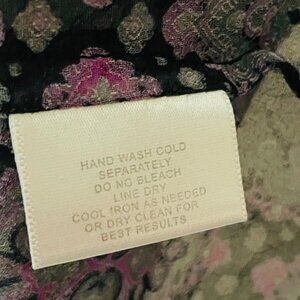 HAND WASH COLD
SEPARATELY
DO NO BLEACH
LINE DRY
COOL IRON AS NEEDED
OR DRY CLEAN FOR
BEST RESULTS